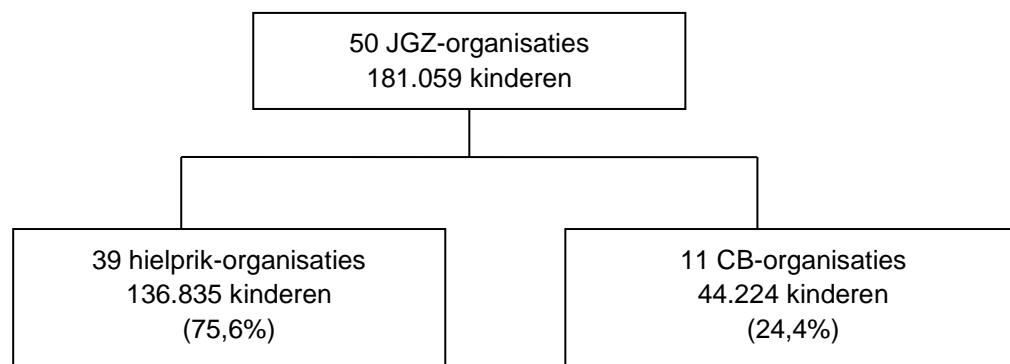 50 JGZ-organisaties
181.059 kinderen
39 hielprik-organisaties
136.835 kinderen
(75,6%)
11 CB-organisaties
44.224 kinderen
(24,4%)